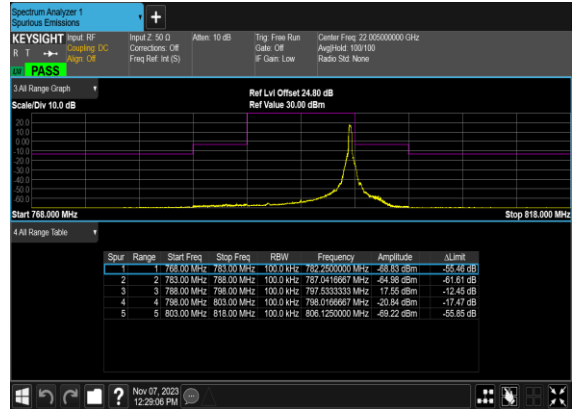 Spectrum Analyzer 1
Spurious Emissions
KEYSIGHT Input: RF
Coupling: DC
Align: Off
R T
Input Z: 50 Ω
Corrections: Off
Freq Ref: Int (S)
Atten: 10 dB
Trig: Free Run
Gate: Off
IF Gain: Low
Center Freq: 22.005000000 GHz
Avg|Hold: 100/100
Radio Std: None
PASS
3 All Range Graph
Scale/Div 10.0 dB
Ref Lvl Offset 24.80 dB
Ref Value 30.00 dBm
20.0
10.0
0.00
-10.0
-20.0
-30.0
-40.0
-50.0
-60.0
Start 768.000 MHz
Stop 818.000 MHz
4 All Range Table
Spur Range Start Freq Stop Freq RBW Frequency Amplitude ΔLimit
1 1 768.00 MHz 783.00 MHz 100.0 kHz 782.2500000 MHz -68.83 dBm -55.46 dB
2 2 783.00 MHz 788.00 MHz 100.0 kHz 787.0416667 MHz -64.98 dBm -61.61 dB
3 3 788.00 MHz 798.00 MHz 100.0 kHz 797.5333333 MHz 17.55 dBm -12.45 dB
4 4 798.00 MHz 803.00 MHz 100.0 kHz 798.0166667 MHz -20.84 dBm -17.47 dB
5 5 803.00 MHz 818.00 MHz 100.0 kHz 806.1250000 MHz -69.22 dBm -55.85 dB
Nov 07, 2023
12:29:06 PM